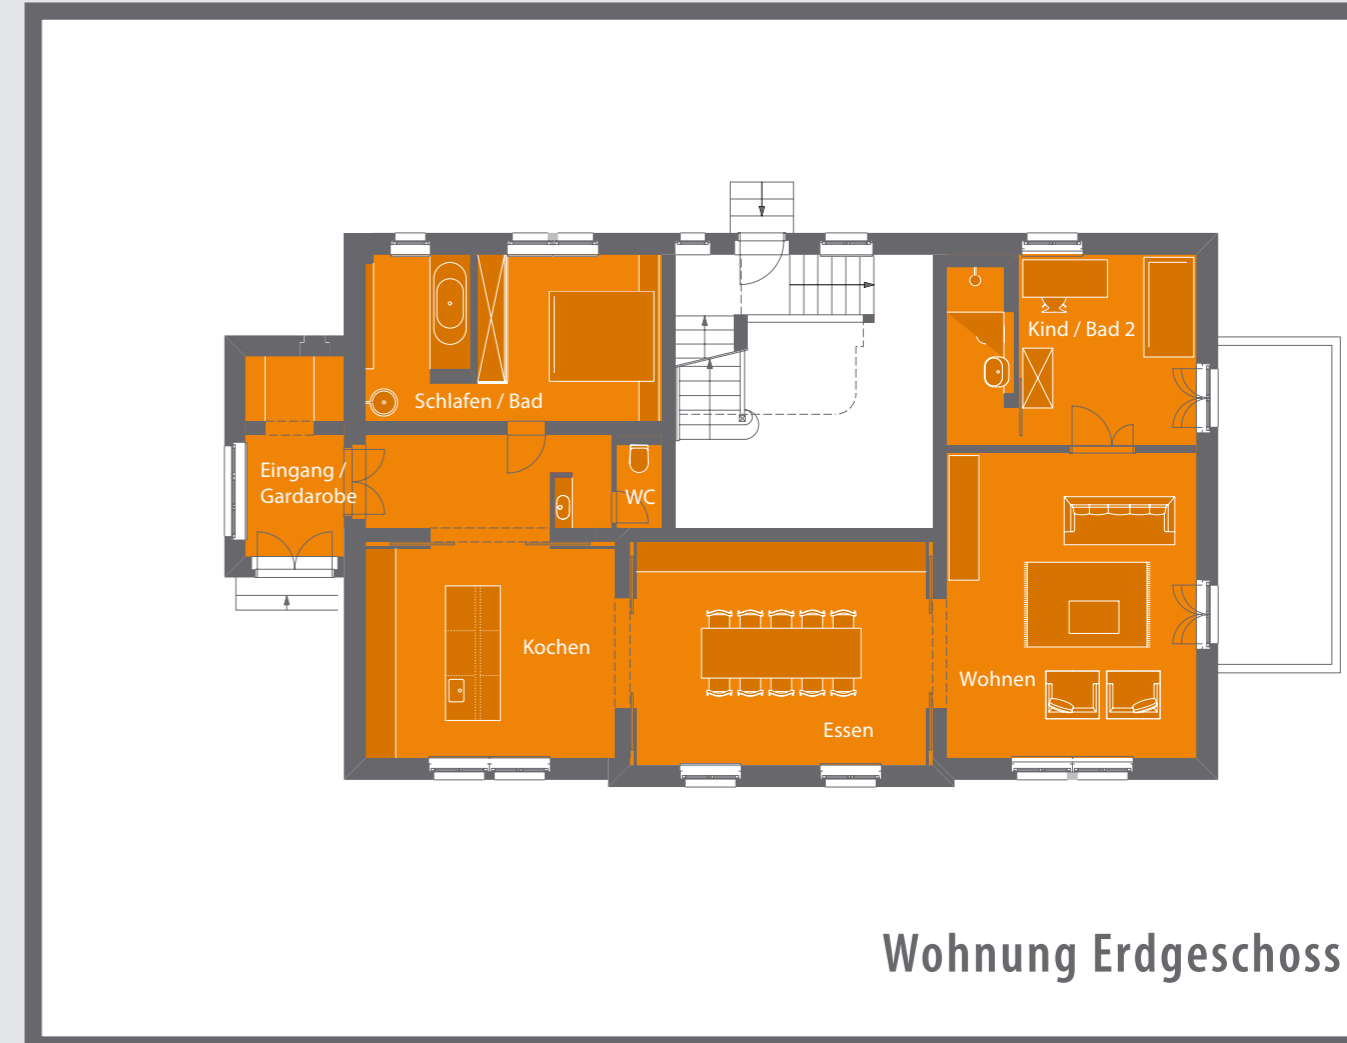 Kind / Bad 2
Schlafen / Bad
Eingang /
Gardarobe
WC
Kochen
Wohnen
Essen
Wohnung Erdgeschoss